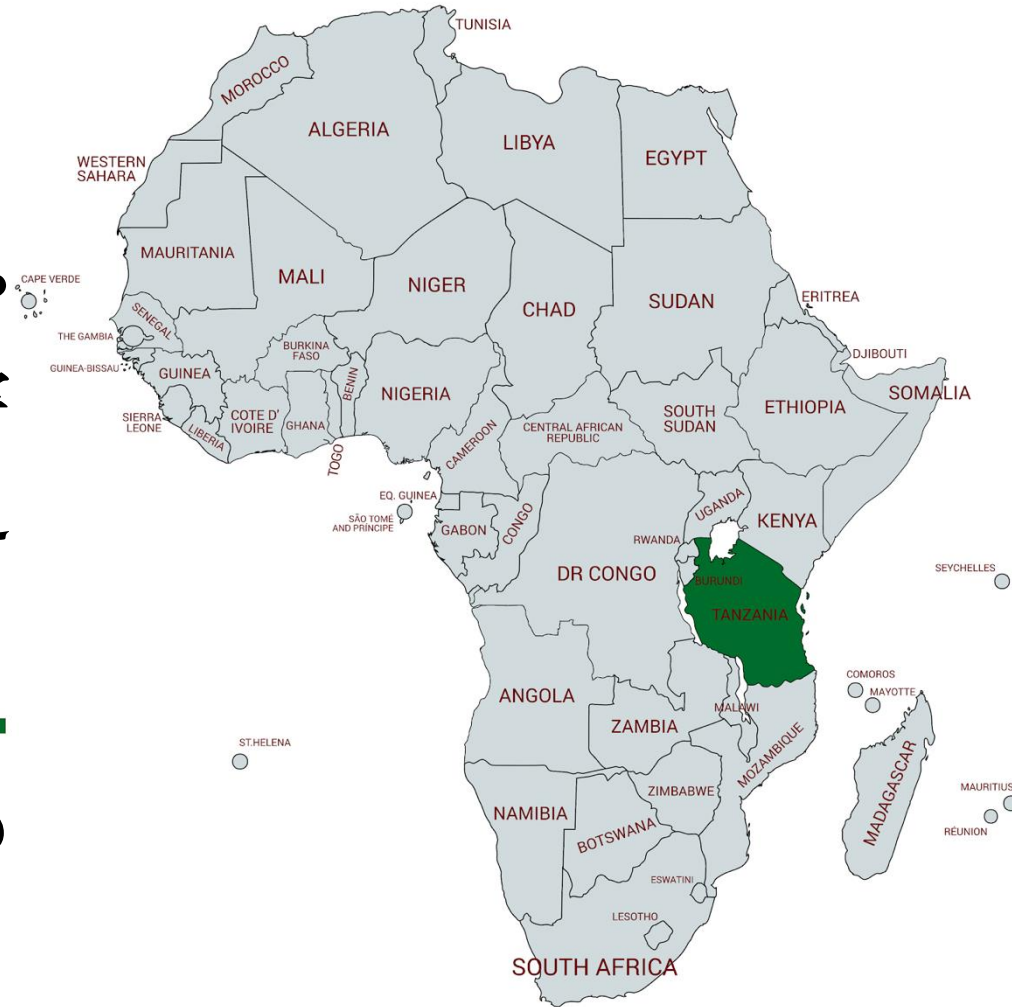 TUNISIA
MOROCCO
ALGERIA
LIBYA
EGYPT
WESTERN
SAHARA
MAURITANIA
MALI
NIGER
CHAD
SUDAN
ERITREA
CAPE VERDE
SENEGAL
THE GAMBIA
GUINEA-BISSAU
GUINEA
BURKINA
FASO
BENIN
NIGERIA
DJIBOUTI
SOMALIA
ETHIOPIA
SOUTH
SUDAN
CENTRAL AFRICAN
REPUBLIC
SIERRA
LEONE
LIBERIA
COTE D'
IVOIRE
GHANA
TOGO
CAMEROON
EQ. GUINEA
SÃO TOMÉ
AND PRÍNCIPE
GABON
CONGO
UGANDA
KENYA
RWANDA
DR CONGO
BURUNDI
TANZANIA
SEYCHELLES
COMOROS
MAYOTTE
ANGOLA
ZAMBIA
MALAWI
MOZAMBIQUE
ST.HELENA
NAMIBIA
ZIMBABWE
BOTSWANA
MADAGASCAR
MAURITIUS
RÉUNION
ESWATINI
LESOTHO
SOUTH AFRICA